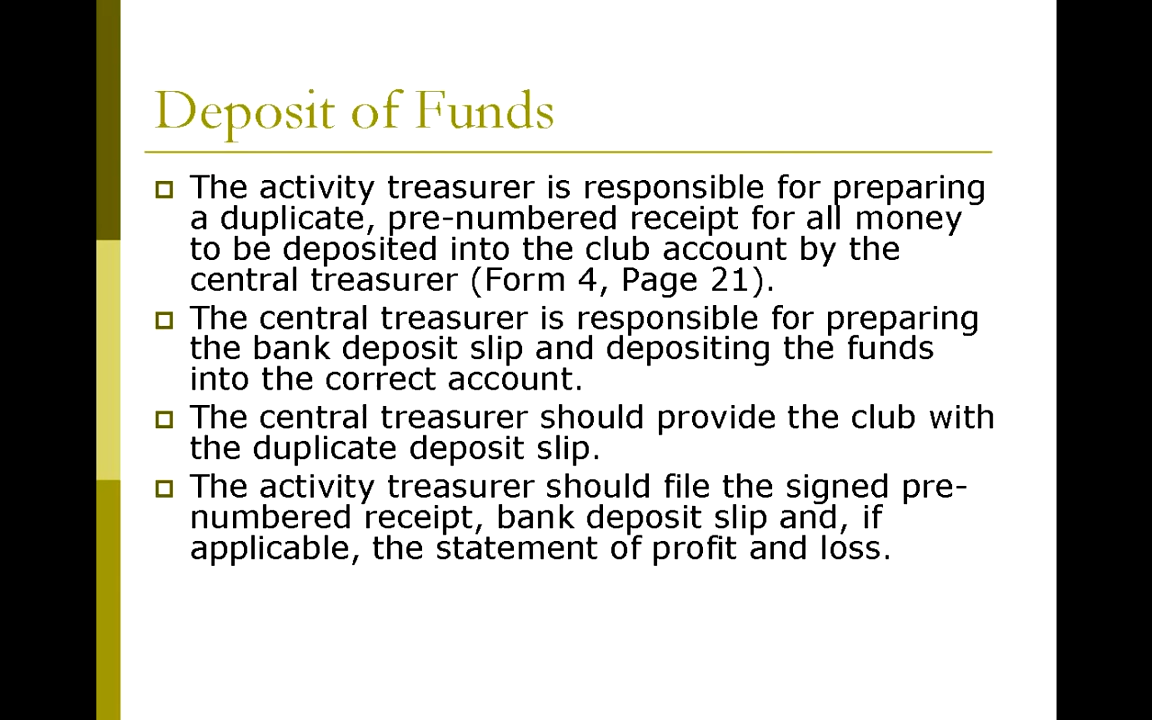 Deposit of Funds
The activity treasurer is responsible for preparing
a duplicate, pre-numbered receipt for all money
to be deposited into the club account by the
central treasurer (Form 4, Page 21).
The central treasurer is responsible for preparing
the bank deposit slip and depositing the funds
into the correct account.
The central treasurer should provide the club with
the duplicate deposit slip.
The activity treasurer should file the signed pre-
numbered receipt, bank deposit slip and, if
applicable, the statement of profit and loss.